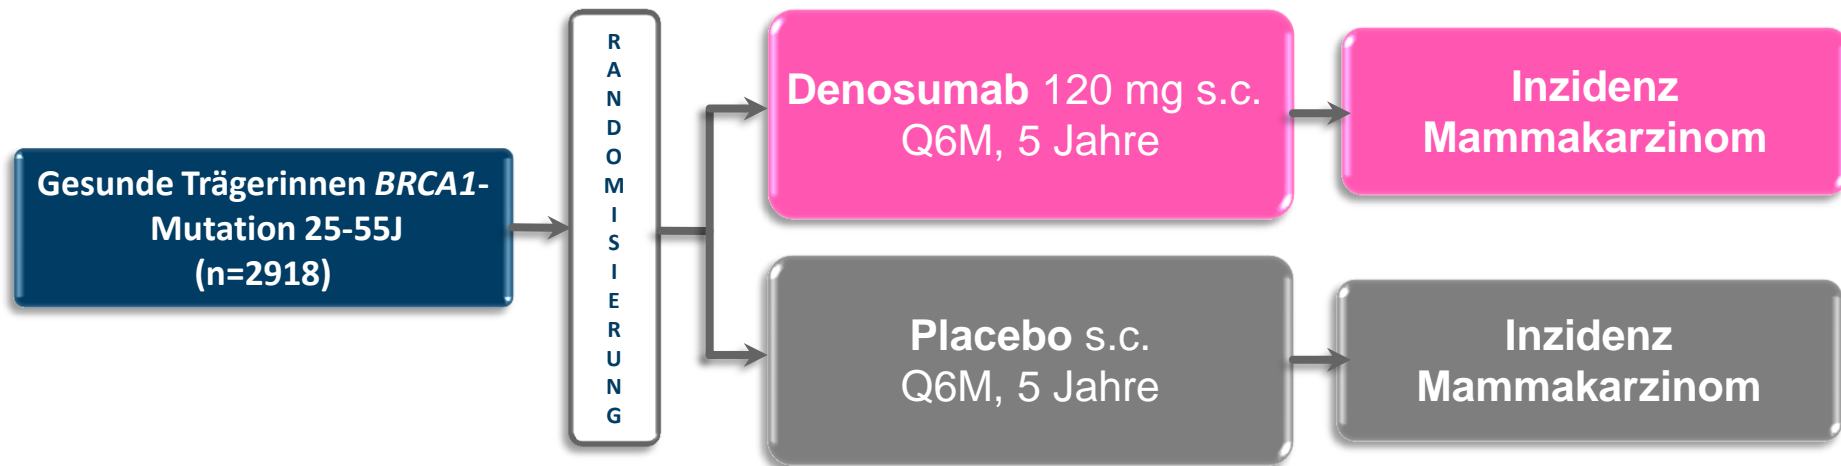 Gesunde Trägerinnen BRCA1-
Mutation 25-55J
(n=2918)
RANDOMISIERUNG
Denosumab 120 mg s.c.
Q6M, 5 Jahre
Inzidenz
Mammakarzinom
Placebo s.c.
Q6M, 5 Jahre
Inzidenz
Mammakarzinom